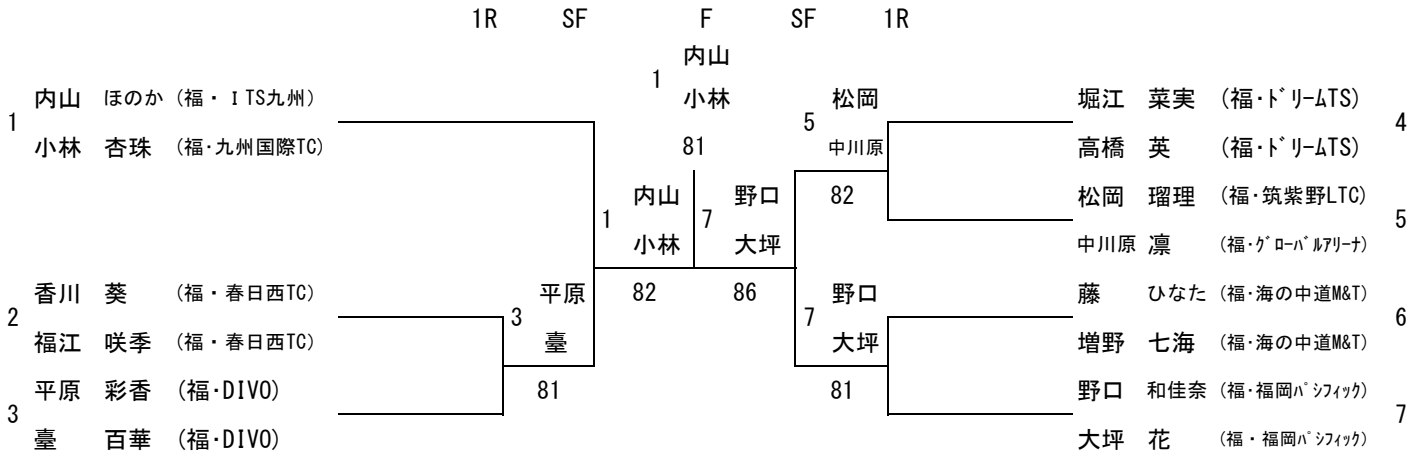 1R SF F SF 1R
内山
1
小林
81
1 内山 ほのか (福・ＩTS九州)
小林 杏珠 (福・九州国際TC)
2 香川 葵 (福・春日西TC)
福江 咲季 (福・春日西TC)
3 平原 彩香 (福・DIVO)
臺 百華 (福・DIVO)
3 平原
臺
81
1 内山
小林
82
7 野口
大坪
86
5 松岡
中川原
82
7 野口
大坪
81
堀江 菜実 (福・ﾄﾞﾘｰﾑTS) 4
高橋 英 (福・ﾄﾞﾘｰﾑTS)
松岡 瑠理 (福・筑紫野LTC) 5
中川原 凛 (福・ｸﾞﾛｰﾊﾞﾙｱﾘｰﾅ)
藤 ひなた (福・海の中道M&T) 6
増野 七海 (福・海の中道M&T)
野口 和佳奈 (福・福岡ﾊﾟｼﾌｨｯｸ) 7
大坪 花 (福・福岡ﾊﾟｼﾌｨｯｸ)